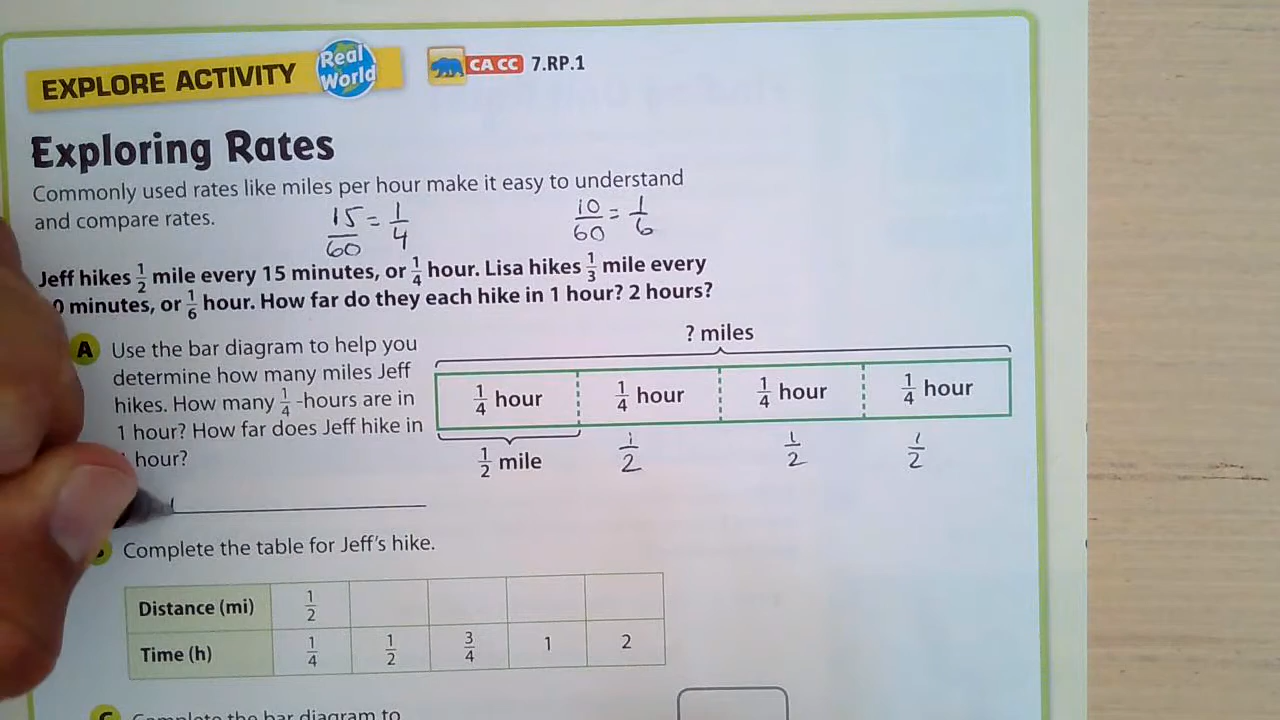 EXPLORE ACTIVITY Real World CA CC 7.RP.1
Exploring Rates
Commonly used rates like miles per hour make it easy to understand
and compare rates.
15/60 = 1/4 10/60 = 1/6
Jeff hikes 1/2 mile every 15 minutes, or 1/4 hour. Lisa hikes 1/3 mile every
0 minutes, or 1/6 hour. How far do they each hike in 1 hour? 2 hours?
A Use the bar diagram to help you
determine how many miles Jeff
hikes. How many 1/4 -hours are in
1 hour? How far does Jeff hike in
hour?
? miles
1/4 hour 1/4 hour 1/4 hour 1/4 hour
1/2 mile 1/2 1/2 1/2
Complete the table for Jeff's hike.
Distance (mi) 1/2
Time (h) 1/4 1/2 3/4 1 2
C Complete the bar diagram to